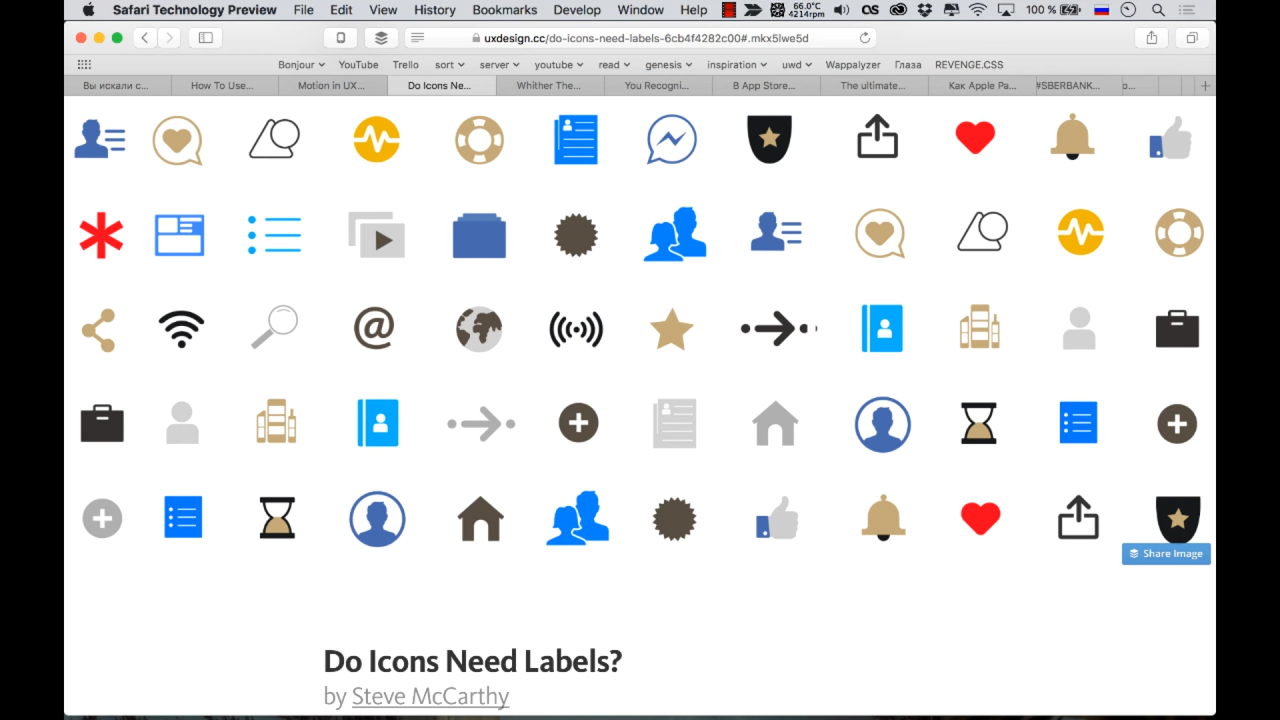 Safari Technology Preview File Edit View History Bookmarks Develop Window Help 66.0°C 4214rpm 100 %
uxdesign.cc/do-icons-need-labels-6cb4f4282c00#.mkx5lwe5d
Bonjour YouTube Trello sort server youtube read genesis inspiration uwd Wappalyzer Глаза REVENGE.CSS
Вы искали с... How To Use... Motion in UX... Do Icons Ne... Whither The... You Recogni... B App Store... The ultimate... Как Apple Pa... #SBERBANK...
@
Share Image
Do Icons Need Labels?
by Steve McCarthy